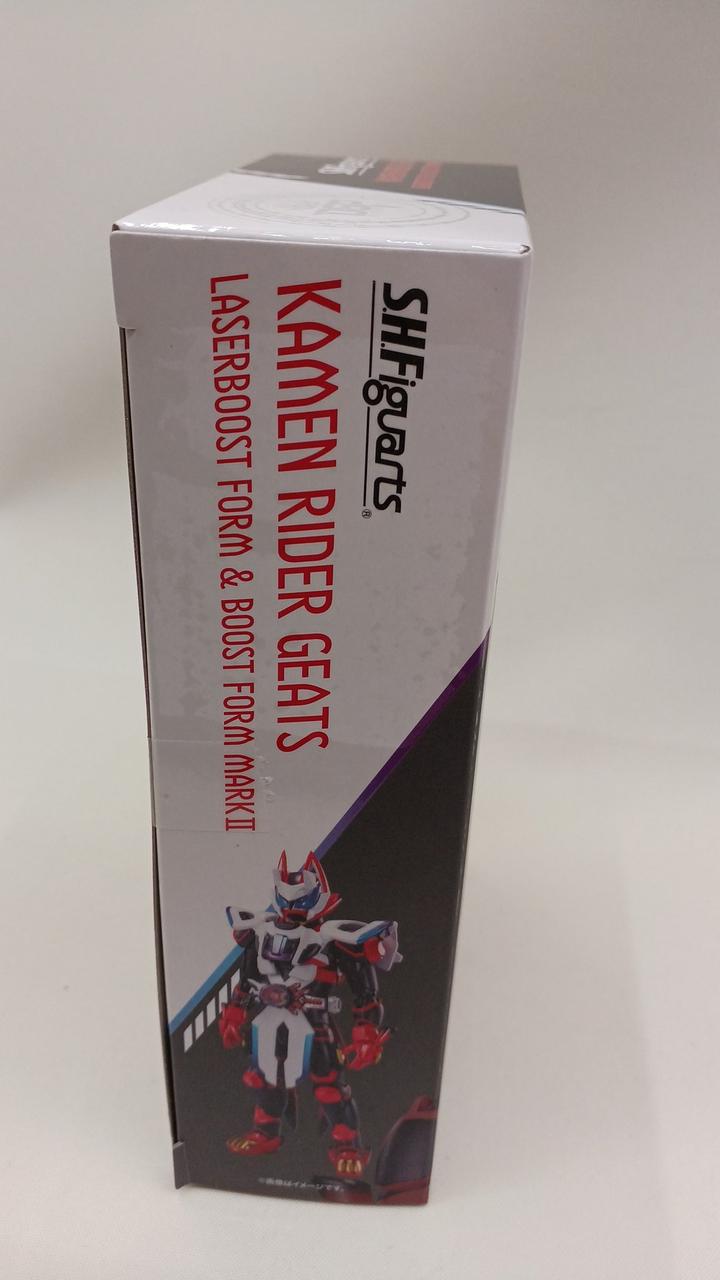 S.H.Figuarts®
KAMEN RIDER GEATS
LASERBOOST FORM & BOOST FORM MARKⅡ
※画像はイメージです。